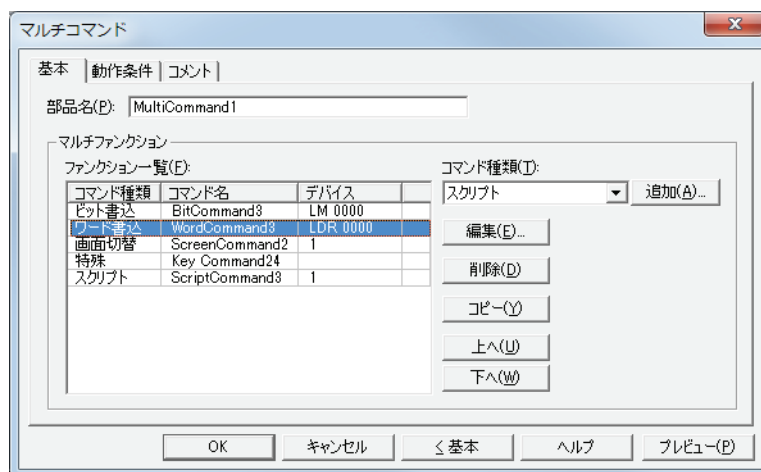 マルチコマンド
基本 動作条件 コメント
部品名(P): MultiCommand1
マルチファンクション
ファンクション一覧(F): コマンド種類(T):
コマンド種類 コマンド名 デバイス スクリプト 追加(A)...
ビット書込 BitCommand3 LM 0000
ワード書込 WordCommand3 LDR 0000 編集(E)...
画面切替 ScreenCommand2 1
特殊 Key Command24 削除(D)
スクリプト ScriptCommand3 1
コピー(Y)
上へ(U)
下へ(W)
OK キャンセル < 基本 ヘルプ プレビュー(P)